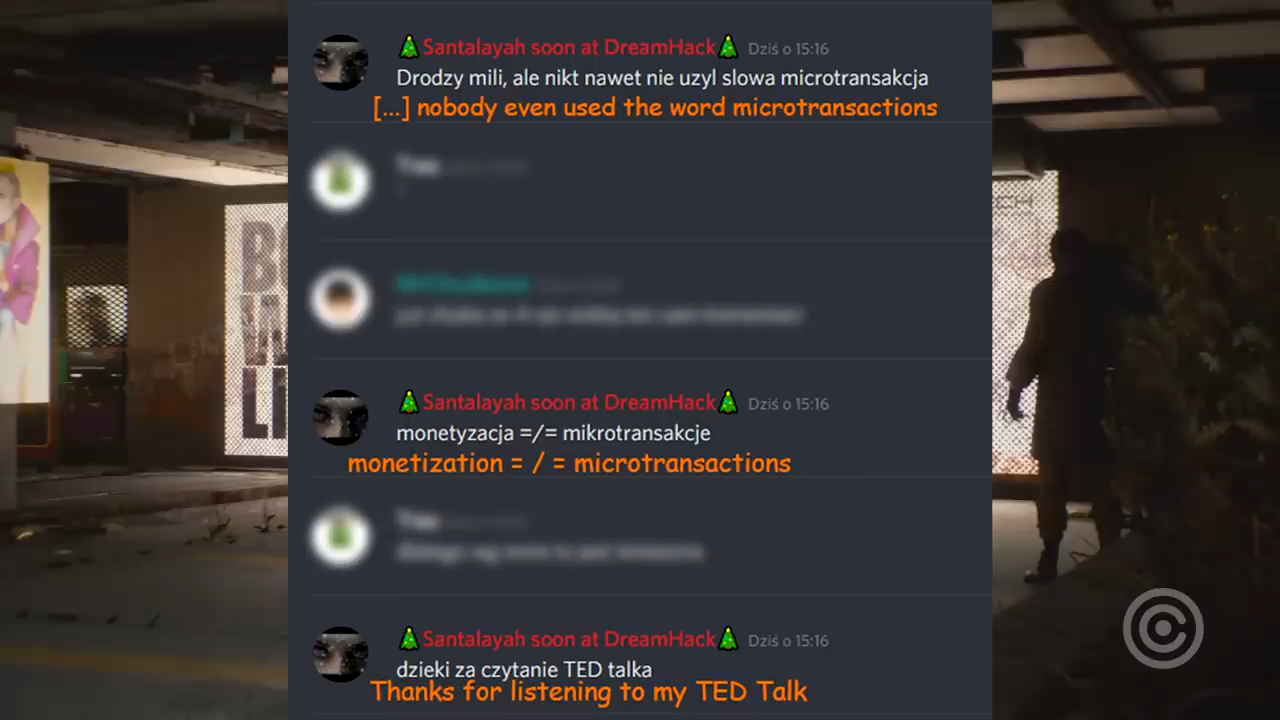 🎄Santalayah soon at DreamHack🎄 Dziś o 15:16
Drodzy mili, ale nikt nawet nie uzyl slowa microtransakcja
[...] nobody even used the word microtransactions
🎄Santalayah soon at DreamHack🎄 Dziś o 15:16
monetyzacja =/= mikrotransakcje
monetization = / = microtransactions
🎄Santalayah soon at DreamHack🎄 Dziś o 15:16
dzieki za czytanie TED talka
Thanks for listening to my TED Talk